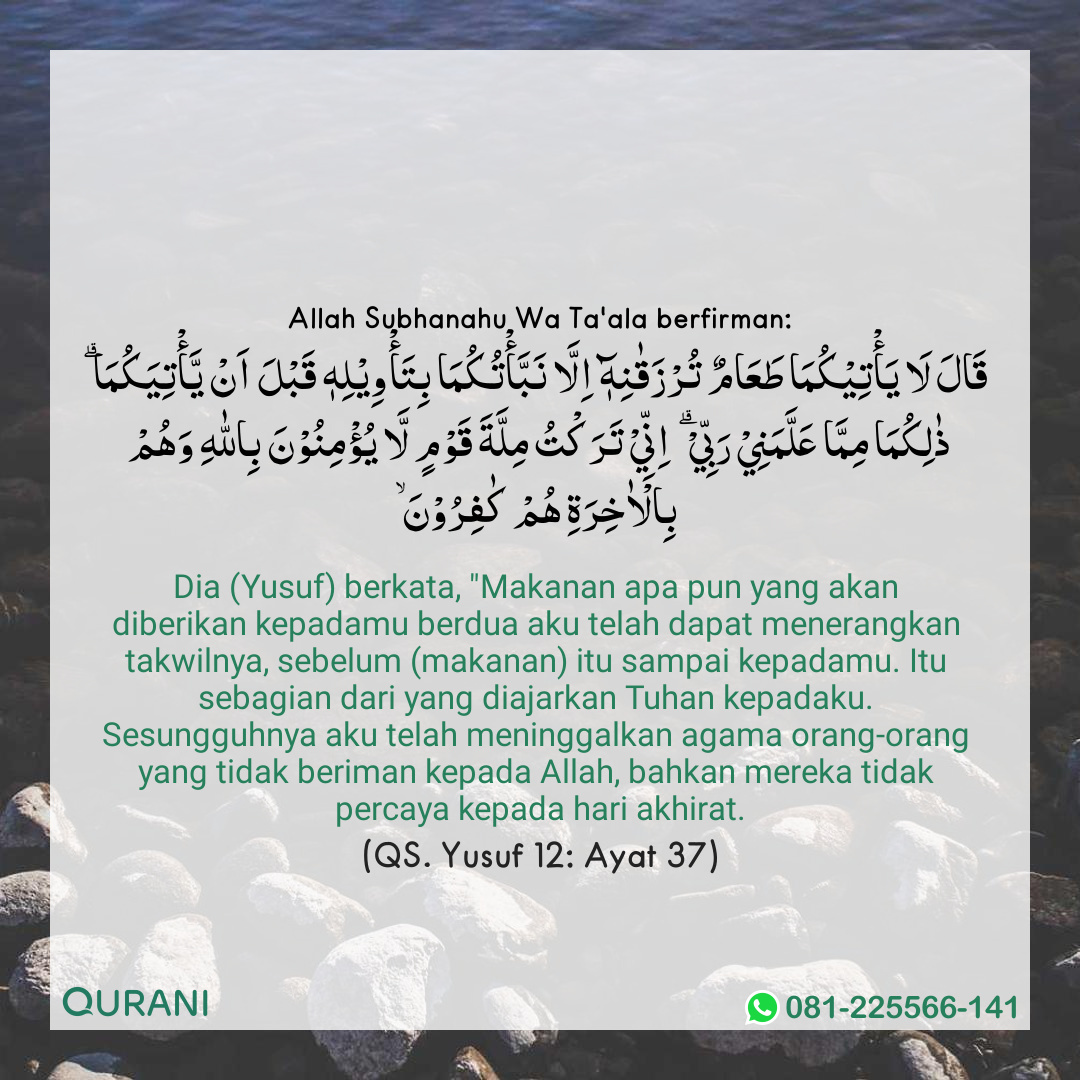 Allah Subhanahu Wa Ta'ala berfirman:
قَالَ لَا يَأْتِيْكُمَا طَعَامٌ تُرْزَقٰنِهٖٓ اِلَّا نَبَّأْتُكُمَا بِتَأْوِيْلِهٖ قَبْلَ اَنْ يَّأْتِيَكُمَا ۗ
ذٰلِكُمَا مِمَّا عَلَّمَنِيْ رَبِّيْ ۗ اِنِّيْ تَرَكْتُ مِلَّةَ قَوْمٍ لَّا يُؤْمِنُوْنَ بِاللّٰهِ وَهُمْ
بِالْاٰخِرَةِ هُمْ كٰفِرُوْنَ ۙ
Dia (Yusuf) berkata, "Makanan apa pun yang akan
diberikan kepadamu berdua aku telah dapat menerangkan
takwilnya, sebelum (makanan) itu sampai kepadamu. Itu
sebagian dari yang diajarkan Tuhan kepadaku.
Sesungguhnya aku telah meninggalkan agama orang-orang
yang tidak beriman kepada Allah, bahkan mereka tidak
percaya kepada hari akhirat.
(QS. Yusuf 12: Ayat 37)
QURANI
081-225566-141